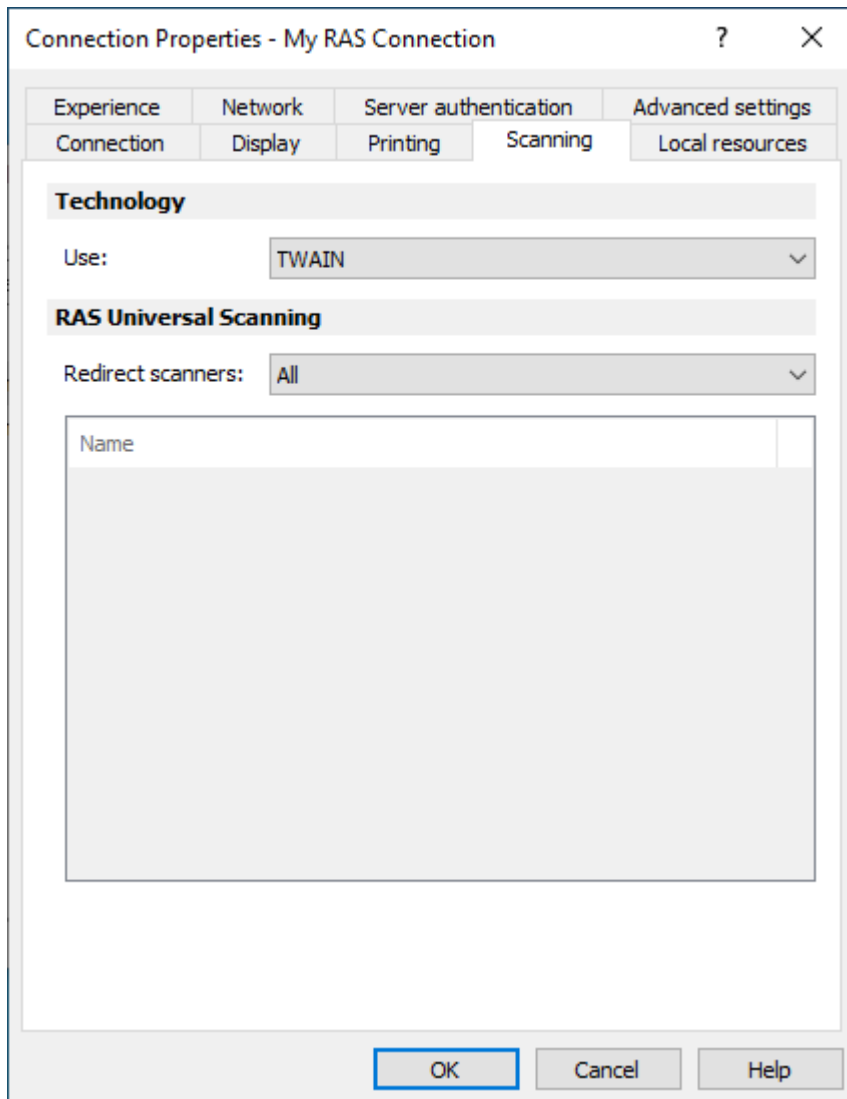 Connection Properties - My RAS Connection ? ×
Experience Network Server authentication Advanced settings
Connection Display Printing Scanning Local resources
Technology
Use: TWAIN
RAS Universal Scanning
Redirect scanners: All
Name
OK Cancel Help